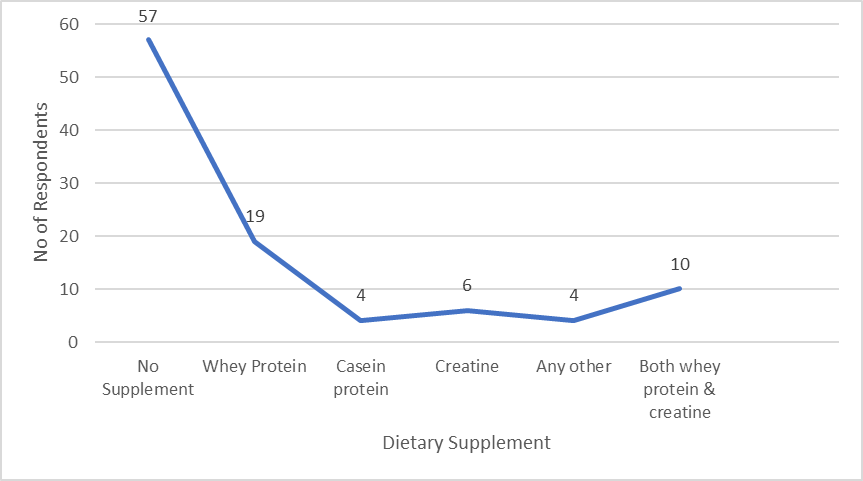 No of Respondents
60
50
40
30
20
10
0
57
19
4
6
4
10
No
Supplement
Whey Protein
Casein
protein
Creatine
Any other
Both whey
protein &
creatine
Dietary Supplement